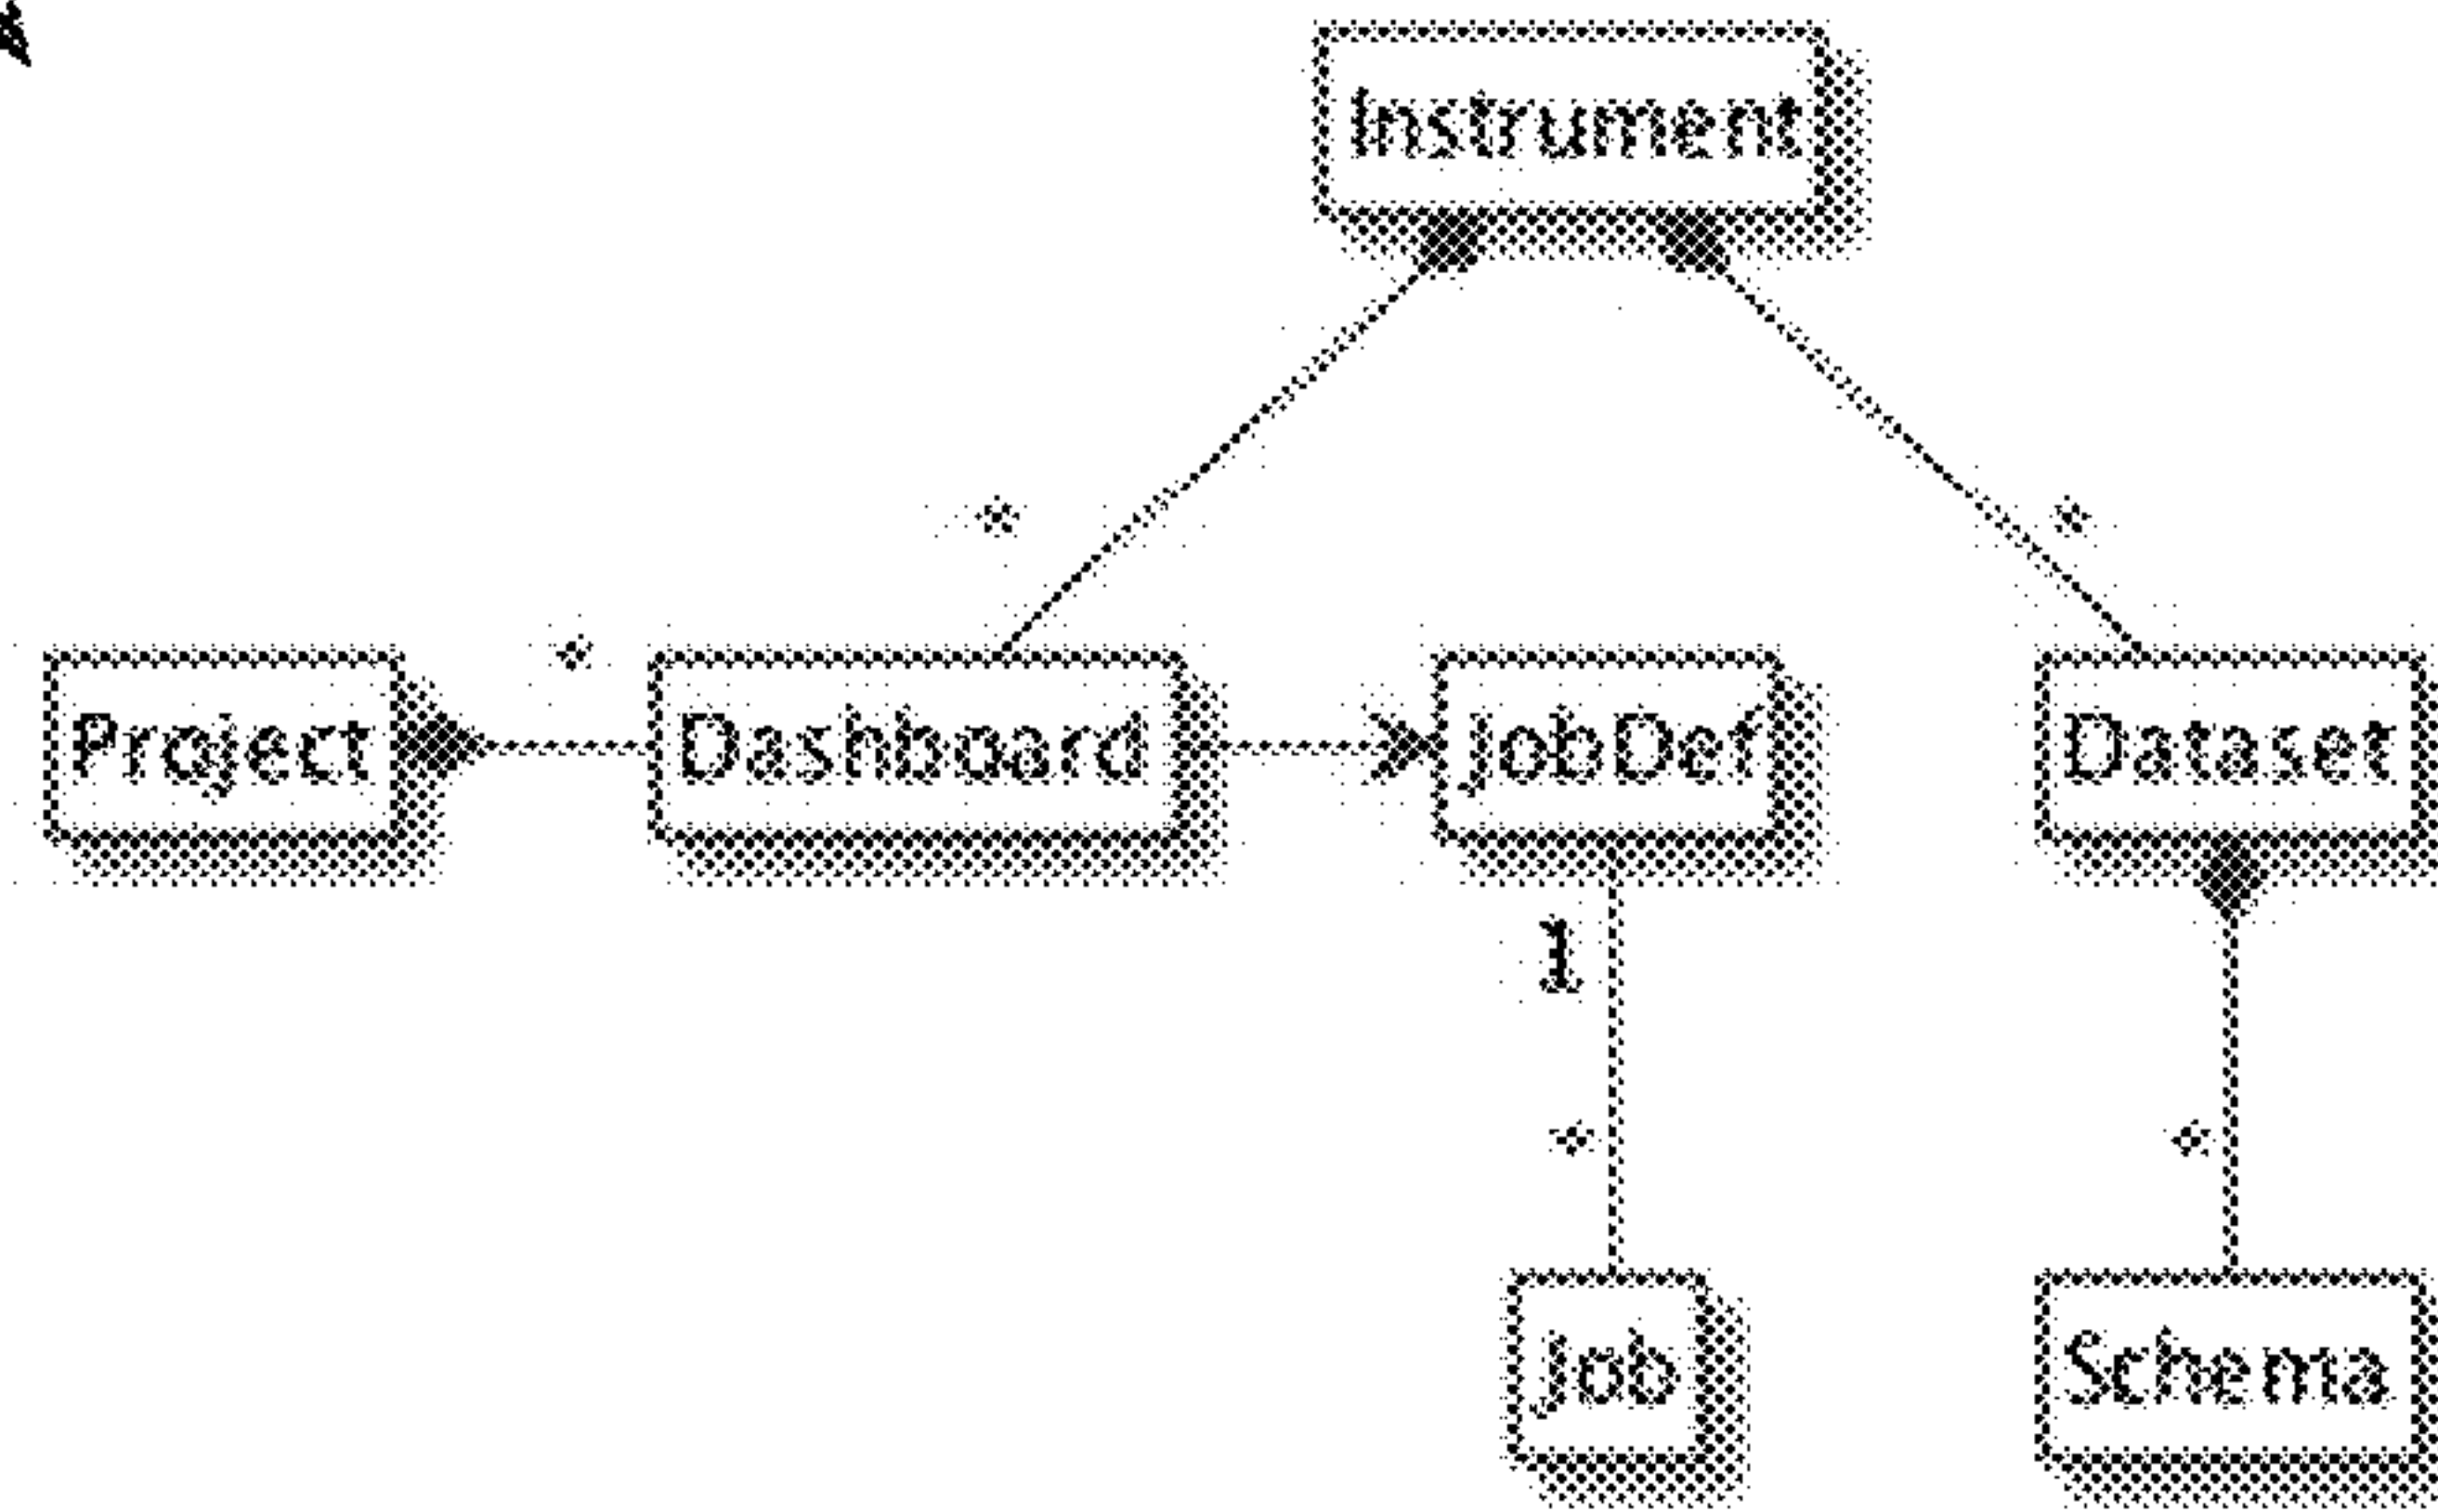 Instrument
*
*
*
Project
Dashboard
JobDef
Dataset
1
*
*
Job
Schema